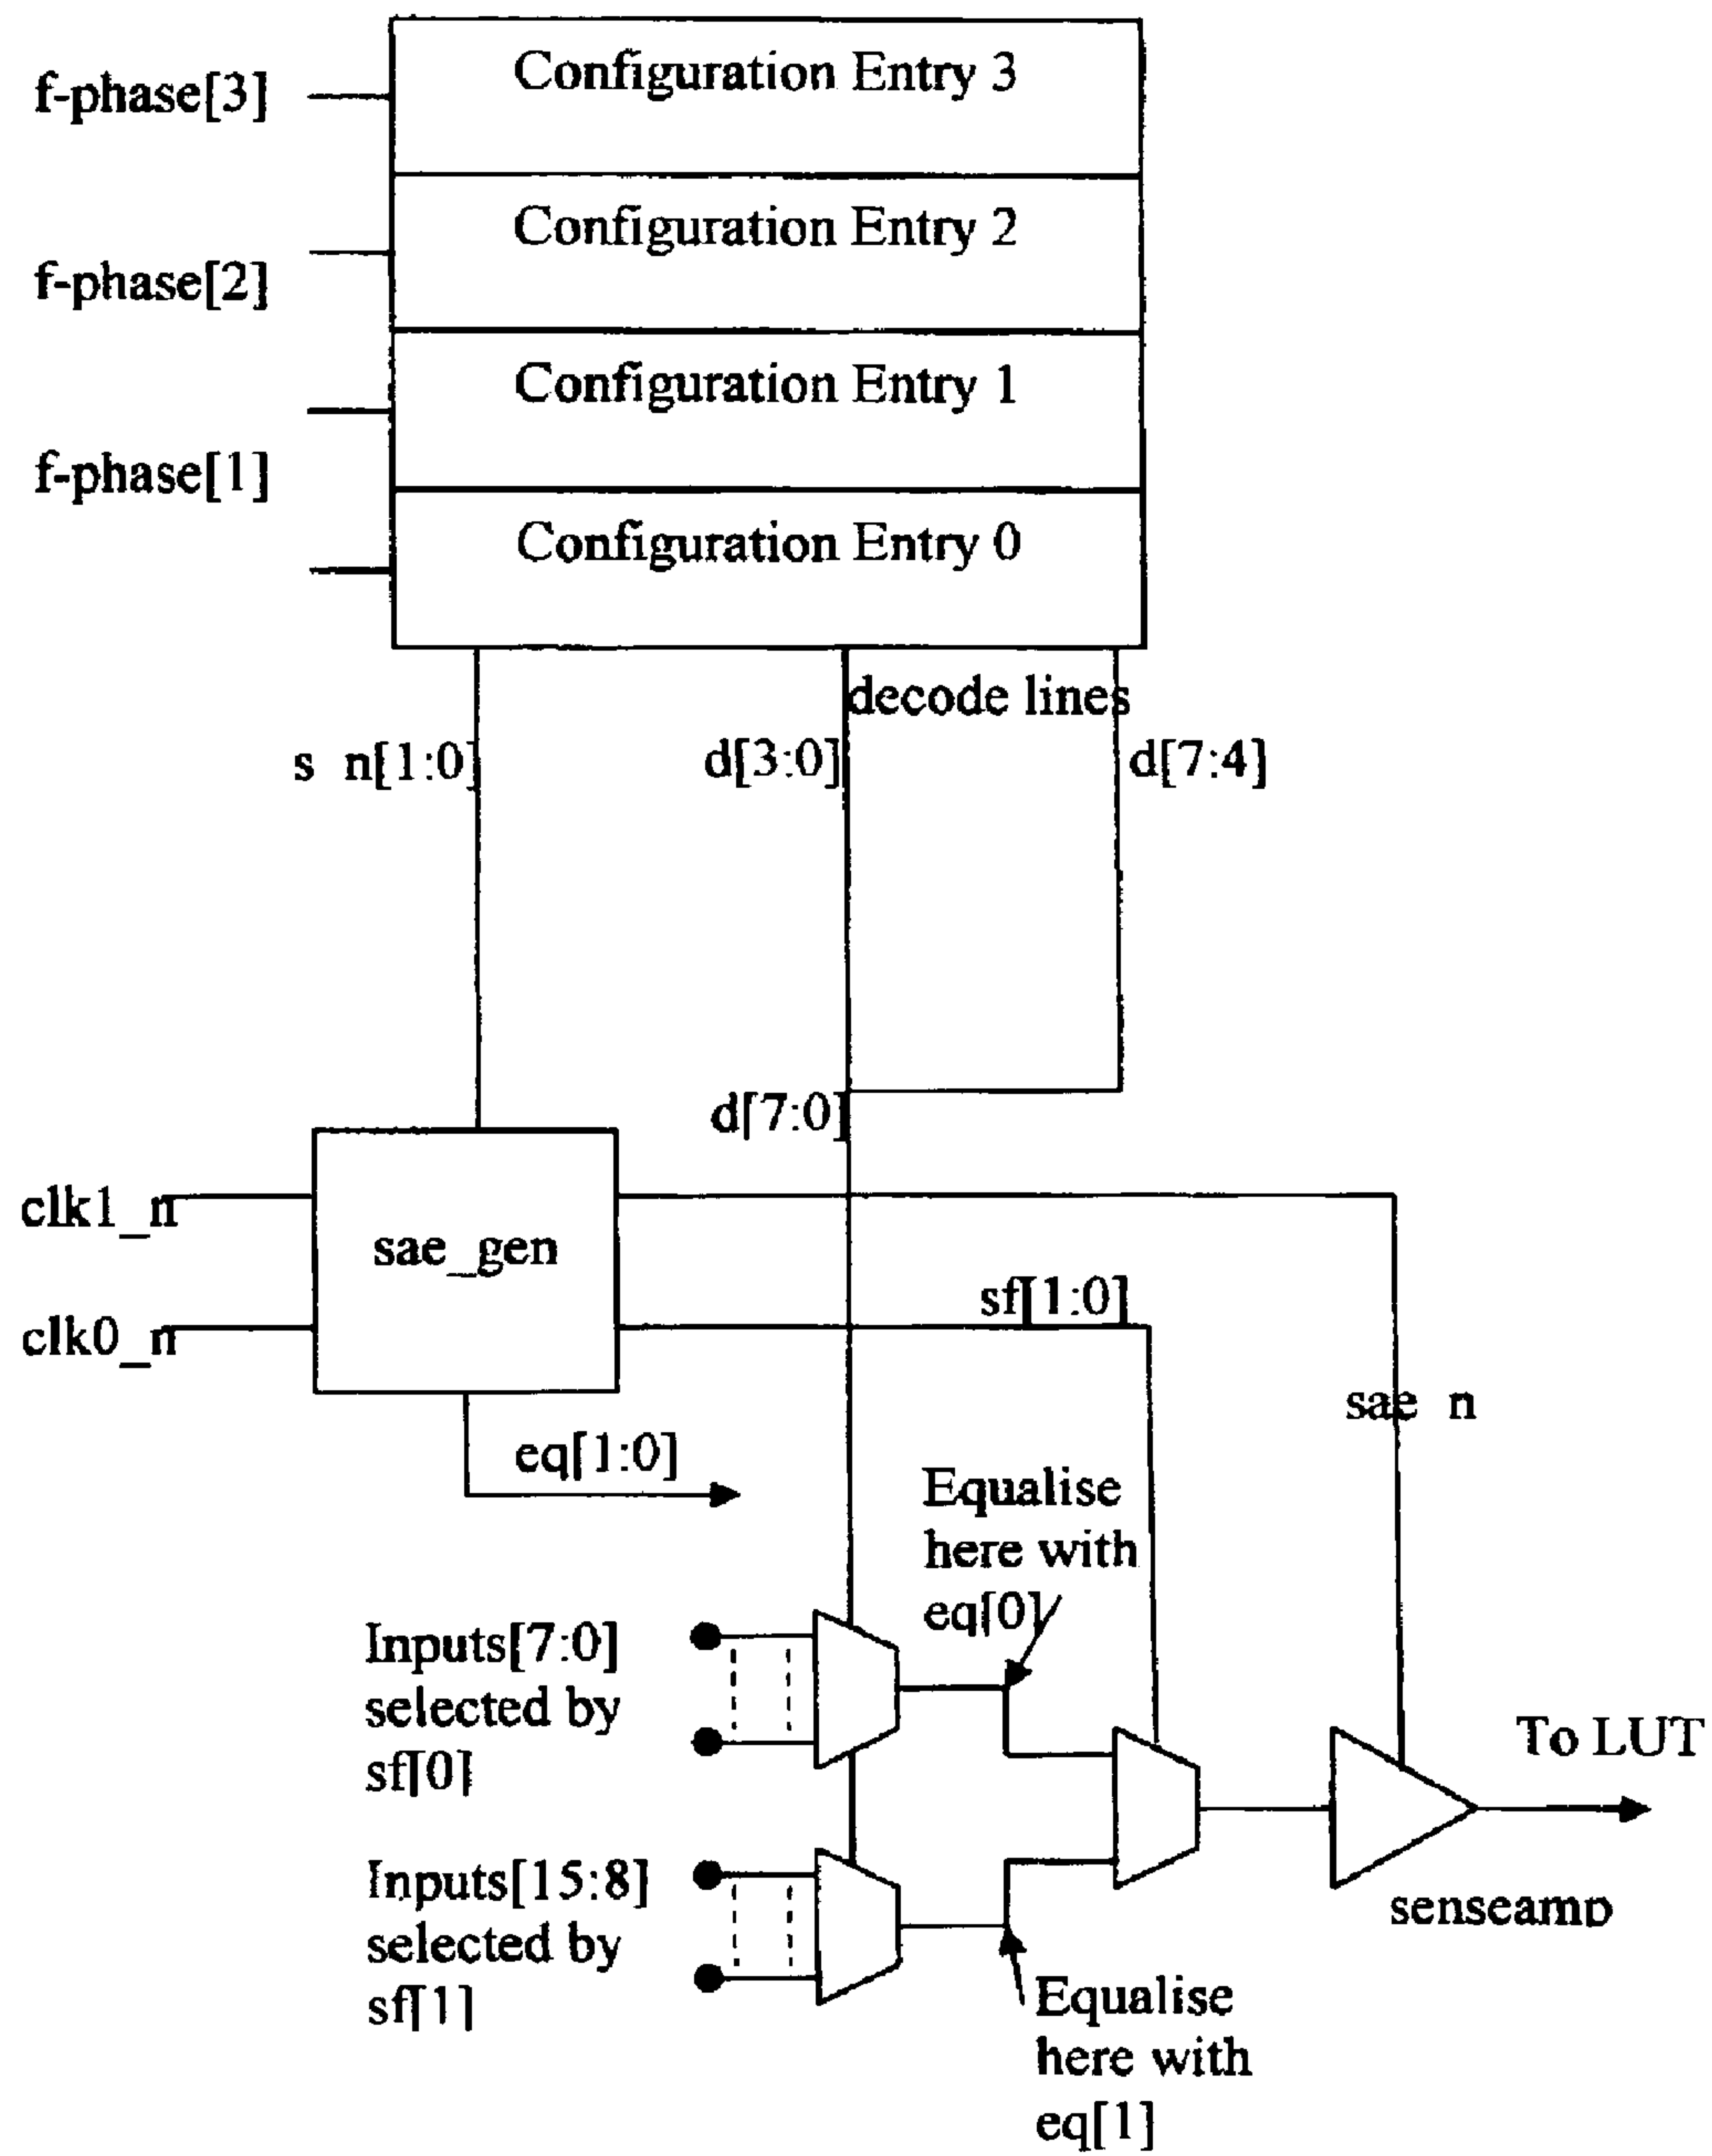 Configuration Entry 3
f-phase[3]
Configuration Entry 2
f-phase[2]
Configuration Entry 1
f-phase[1]
Configuration Entry 0
decode lines
s n[1:0]
d[3:0]
d[7:4]
d[7:0]
clk1_n
sae_gen
sf[1:0]
clk0_n
sae n
eq[1:0]
Equalise
here with
eq[0]
Inputs[7:0]
selected by
sf[0]
To LUT
Inputs[15:8]
selected by
sf[1]
senseamp
Equalise
here with
eq[1]